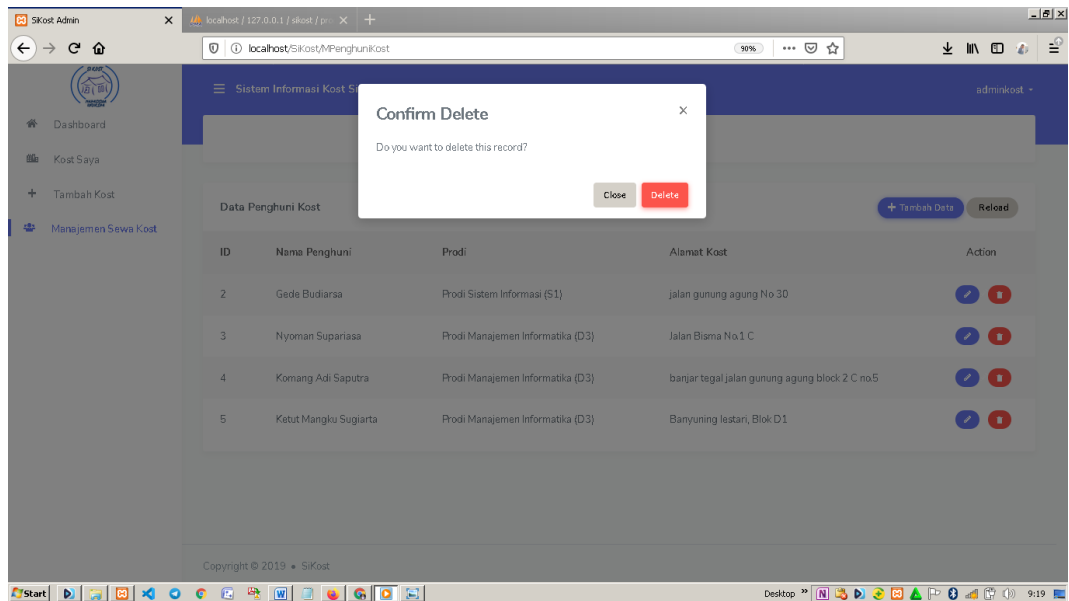 SiKost Admin
localhost / 127.0.0.1 / sikost / pro
localhost/SiKost/MPenghuniKost
90%
Sistem Informasi Kost
adminkost
Dashboard
Kost Saya
Tambah Kost
Manajemen Sewa Kost
Confirm Delete
Do you want to delete this record?
Close Delete
Data Penghuni Kost
Tambah Data Reload
ID Nama Penghuni Prodi Alamat Kost Action
2 Gede Budiarsa Prodi Sistem Informasi (S1) jalan gunung agung No 30
3 Nyoman Supariasa Prodi Manajemen Informatika (D3) Jalan Bisma No.1 C
4 Komang Adi Saputra Prodi Manajemen Informatika (D3) banjar tegal jalan gunung agung block 2 C no.5
5 Ketut Mangku Sugiarta Prodi Manajemen Informatika (D3) Banyuning lestari, Blok D1
Copyright © 2019 • SiKost
Start
Desktop »
9:19